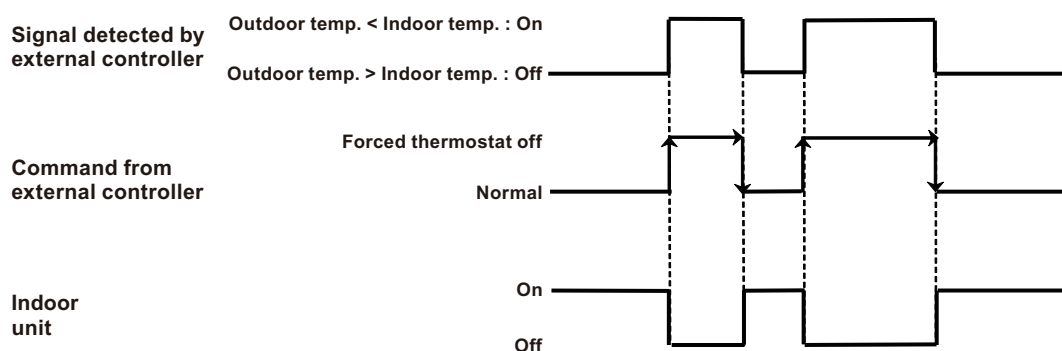 Signal detected by
external controller
Outdoor temp. < Indoor temp. : On
Outdoor temp. > Indoor temp. : Off
Command from
external controller
Forced thermostat off
Normal
Indoor
unit
On
Off